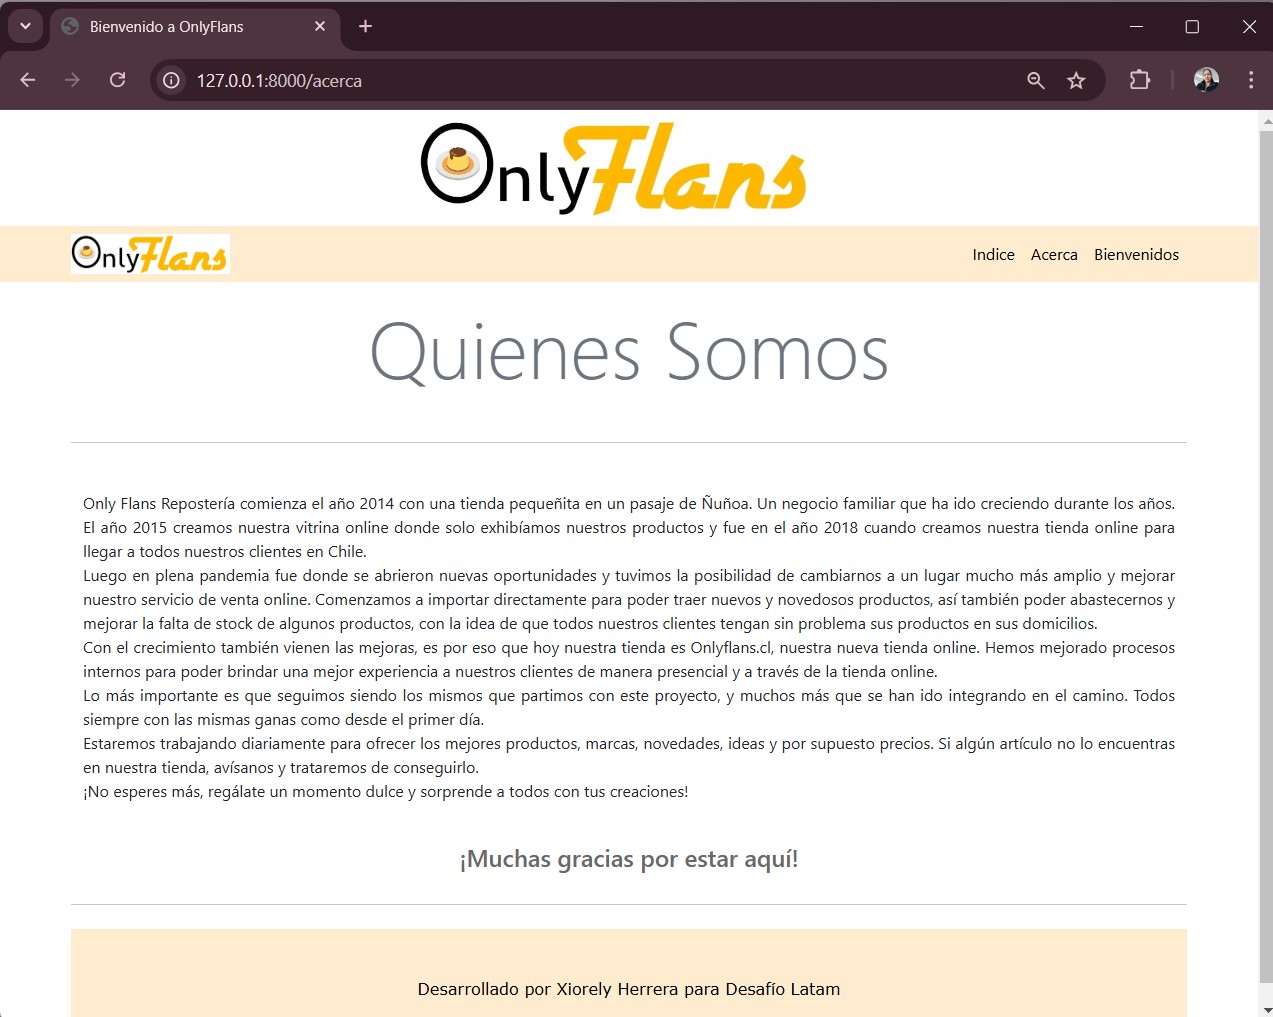 Bienvenido a OnlyFlans
127.0.0.1:8000/acerca
OnlyFlans
OnlyFlans
Indice Acerca Bienvenidos
Quienes Somos
Only Flans Repostería comienza el año 2014 con una tienda pequeñita en un pasaje de Ñuñoa. Un negocio familiar que ha ido creciendo durante los años.
El año 2015 creamos nuestra vitrina online donde solo exhibíamos nuestros productos y fue en el año 2018 cuando creamos nuestra tienda online para
llegar a todos nuestros clientes en Chile.
Luego en plena pandemia fue donde se abrieron nuevas oportunidades y tuvimos la posibilidad de cambiarnos a un lugar mucho más amplio y mejorar
nuestro servicio de venta online. Comenzamos a importar directamente para poder traer nuevos y novedosos productos, así también poder abastecernos y
mejorar la falta de stock de algunos productos, con la idea de que todos nuestros clientes tengan sin problema sus productos en sus domicilios.
Con el crecimiento también vienen las mejoras, es por eso que hoy nuestra tienda es Onlyflans.cl, nuestra nueva tienda online. Hemos mejorado procesos
internos para poder brindar una mejor experiencia a nuestros clientes de manera presencial y a través de la tienda online.
Lo más importante es que seguimos siendo los mismos que partimos con este proyecto, y muchos más que se han ido integrando en el camino. Todos
siempre con las mismas ganas como desde el primer día.
Estaremos trabajando diariamente para ofrecer los mejores productos, marcas, novedades, ideas y por supuesto precios. Si algún artículo no lo encuentras
en nuestra tienda, avísanos y trataremos de conseguirlo.
¡No esperes más, regálate un momento dulce y sorprende a todos con tus creaciones!
¡Muchas gracias por estar aquí!
Desarrollado por Xiorely Herrera para Desafío Latam